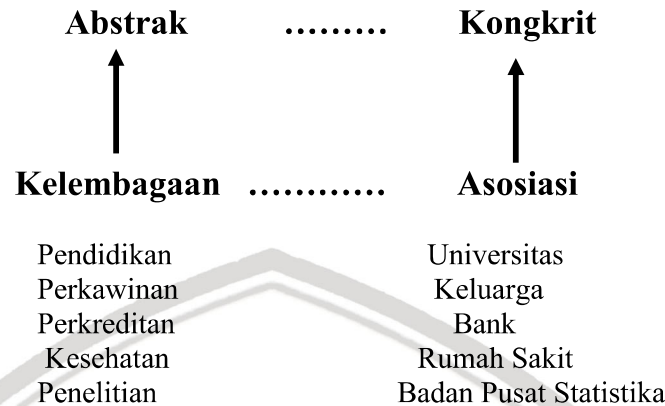 Abstrak ......... Kongkrit
Kelembagaan ............ Asosiasi
Pendidikan Universitas
Perkawinan Keluarga
Perkreditan Bank
Kesehatan Rumah Sakit
Penelitian Badan Pusat Statistika